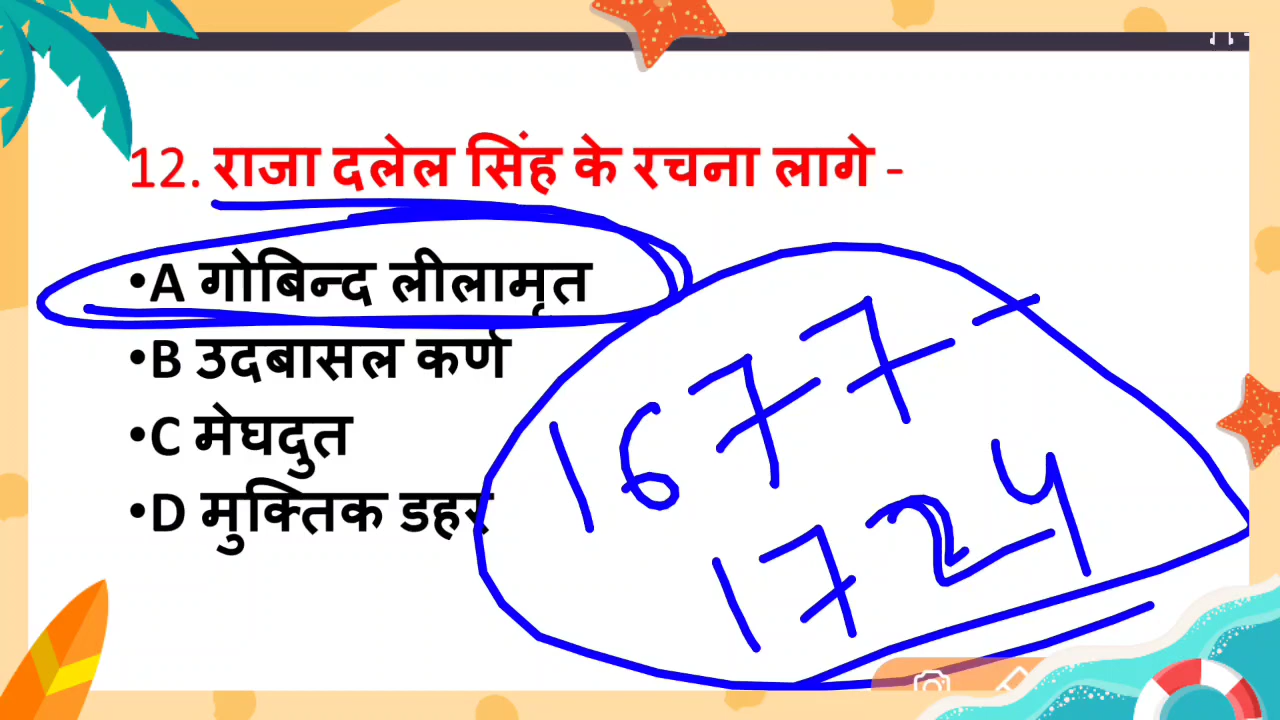 12. राजा दलेल सिंह के रचना लागे -
•A गोबिन्द लीलामृत
•B उदबासल कर्ण
•C मेघदुत
•D मुक्तिक डहर
1677-
1724